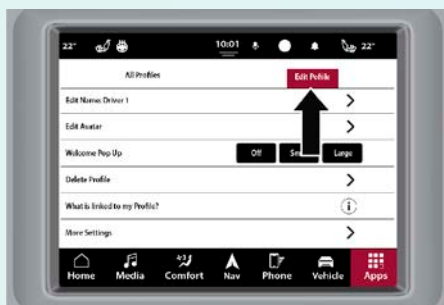 22°
10:01
22°
All Profiles
Edit Pofile
Edit Name: Driver 1
Edit Avatar
Welcome Pop Up
Off
Large
Delete Profile
What is linked to my Profile?
More Settings
Home Media Comfort Nav Phone Vehicle Apps